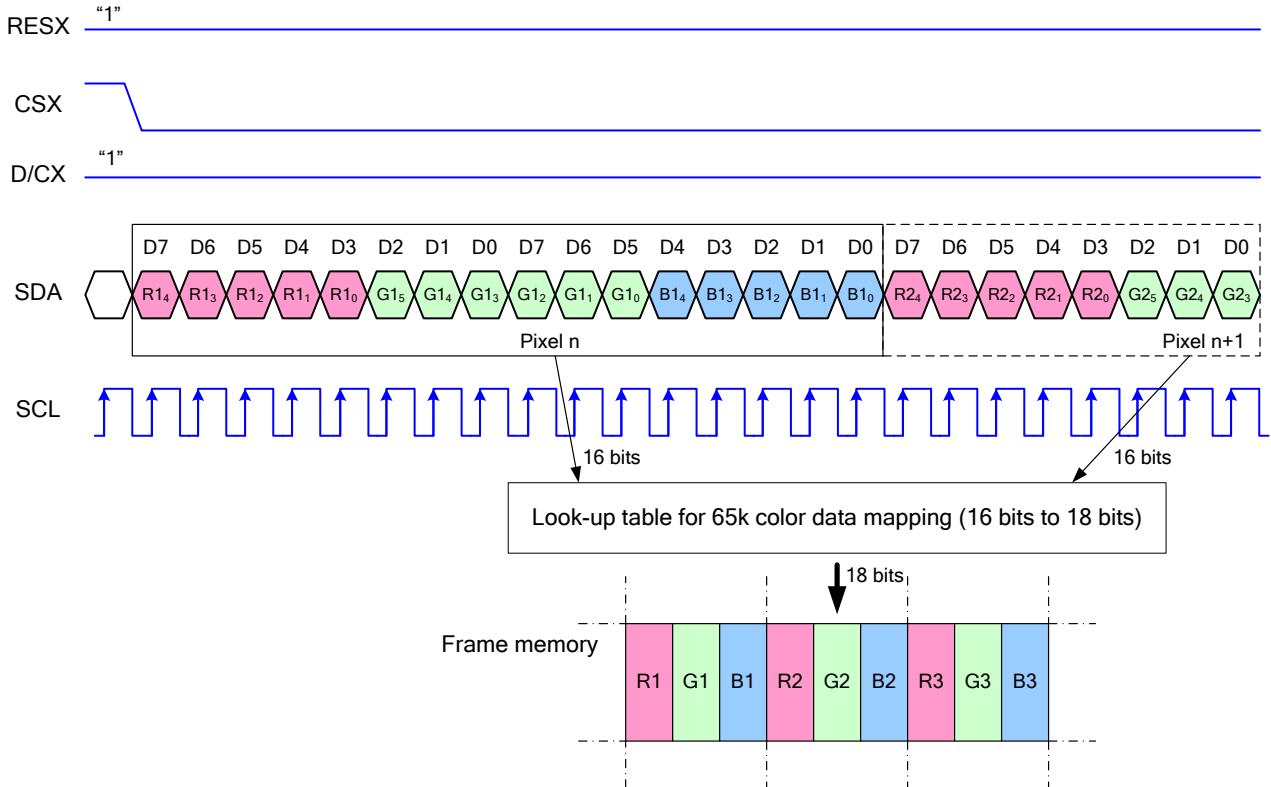 RESX “1”
CSX
D/CX “1”
D7 D6 D5 D4 D3 D2 D1 D0 D7 D6 D5 D4 D3 D2 D1 D0 D7 D6 D5 D4 D3 D2 D1 D0
SDA R1₄ R1₃ R1₂ R1₁ R1₀ G1₅ G1₄ G1₃ G1₂ G1₁ G1₀ B1₄ B1₃ B1₂ B1₁ B1₀ R2₄ R2₃ R2₂ R2₁ R2₀ G2₅ G2₄ G2₃
Pixel n Pixel n+1
SCL
16 bits 16 bits
Look-up table for 65k color data mapping (16 bits to 18 bits)
18 bits
Frame memory
R1 G1 B1 R2 G2 B2 R3 G3 B3